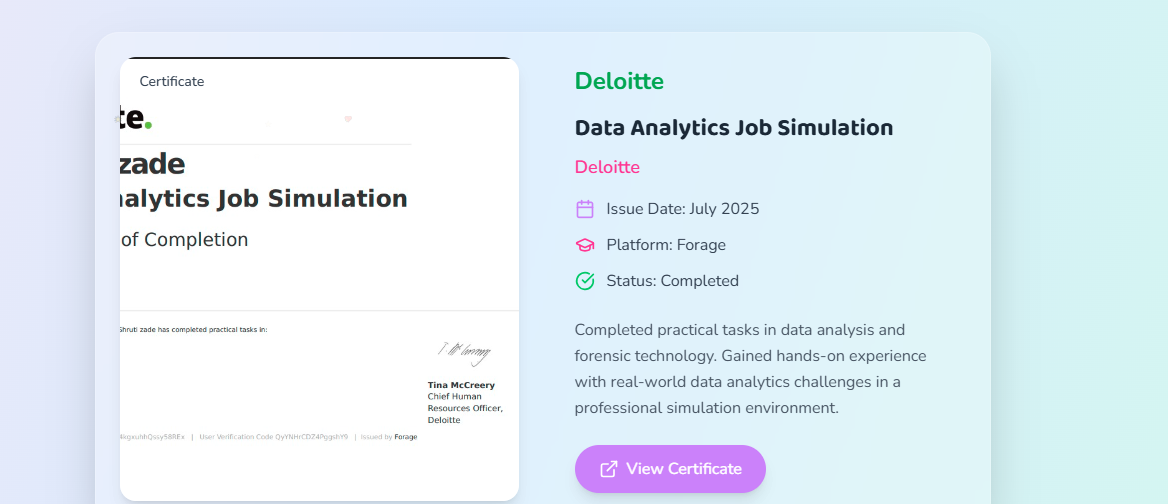 Certificate
te.
zade
nalytics Job Simulation
of Completion
Shruti zade has completed practical tasks in:
Tina McCreery
Chief Human
Resources Officer,
Deloitte
User Verification Code QyYNHrCDZ4PggshY9 | Issued by Forage
Deloitte
Data Analytics Job Simulation
Deloitte
Issue Date: July 2025
Platform: Forage
Status: Completed
Completed practical tasks in data analysis and
forensic technology. Gained hands-on experience
with real-world data analytics challenges in a
professional simulation environment.
View Certificate